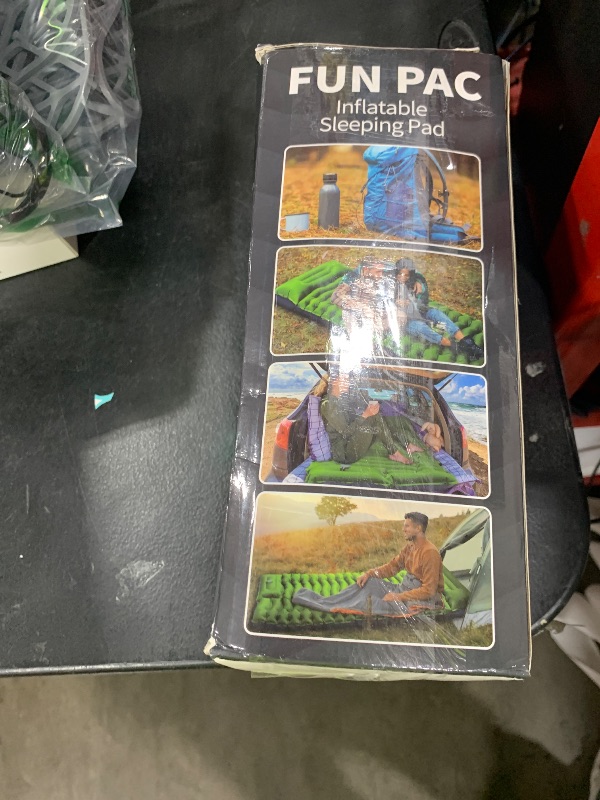 FUN PAC
Inflatable
Sleeping Pad